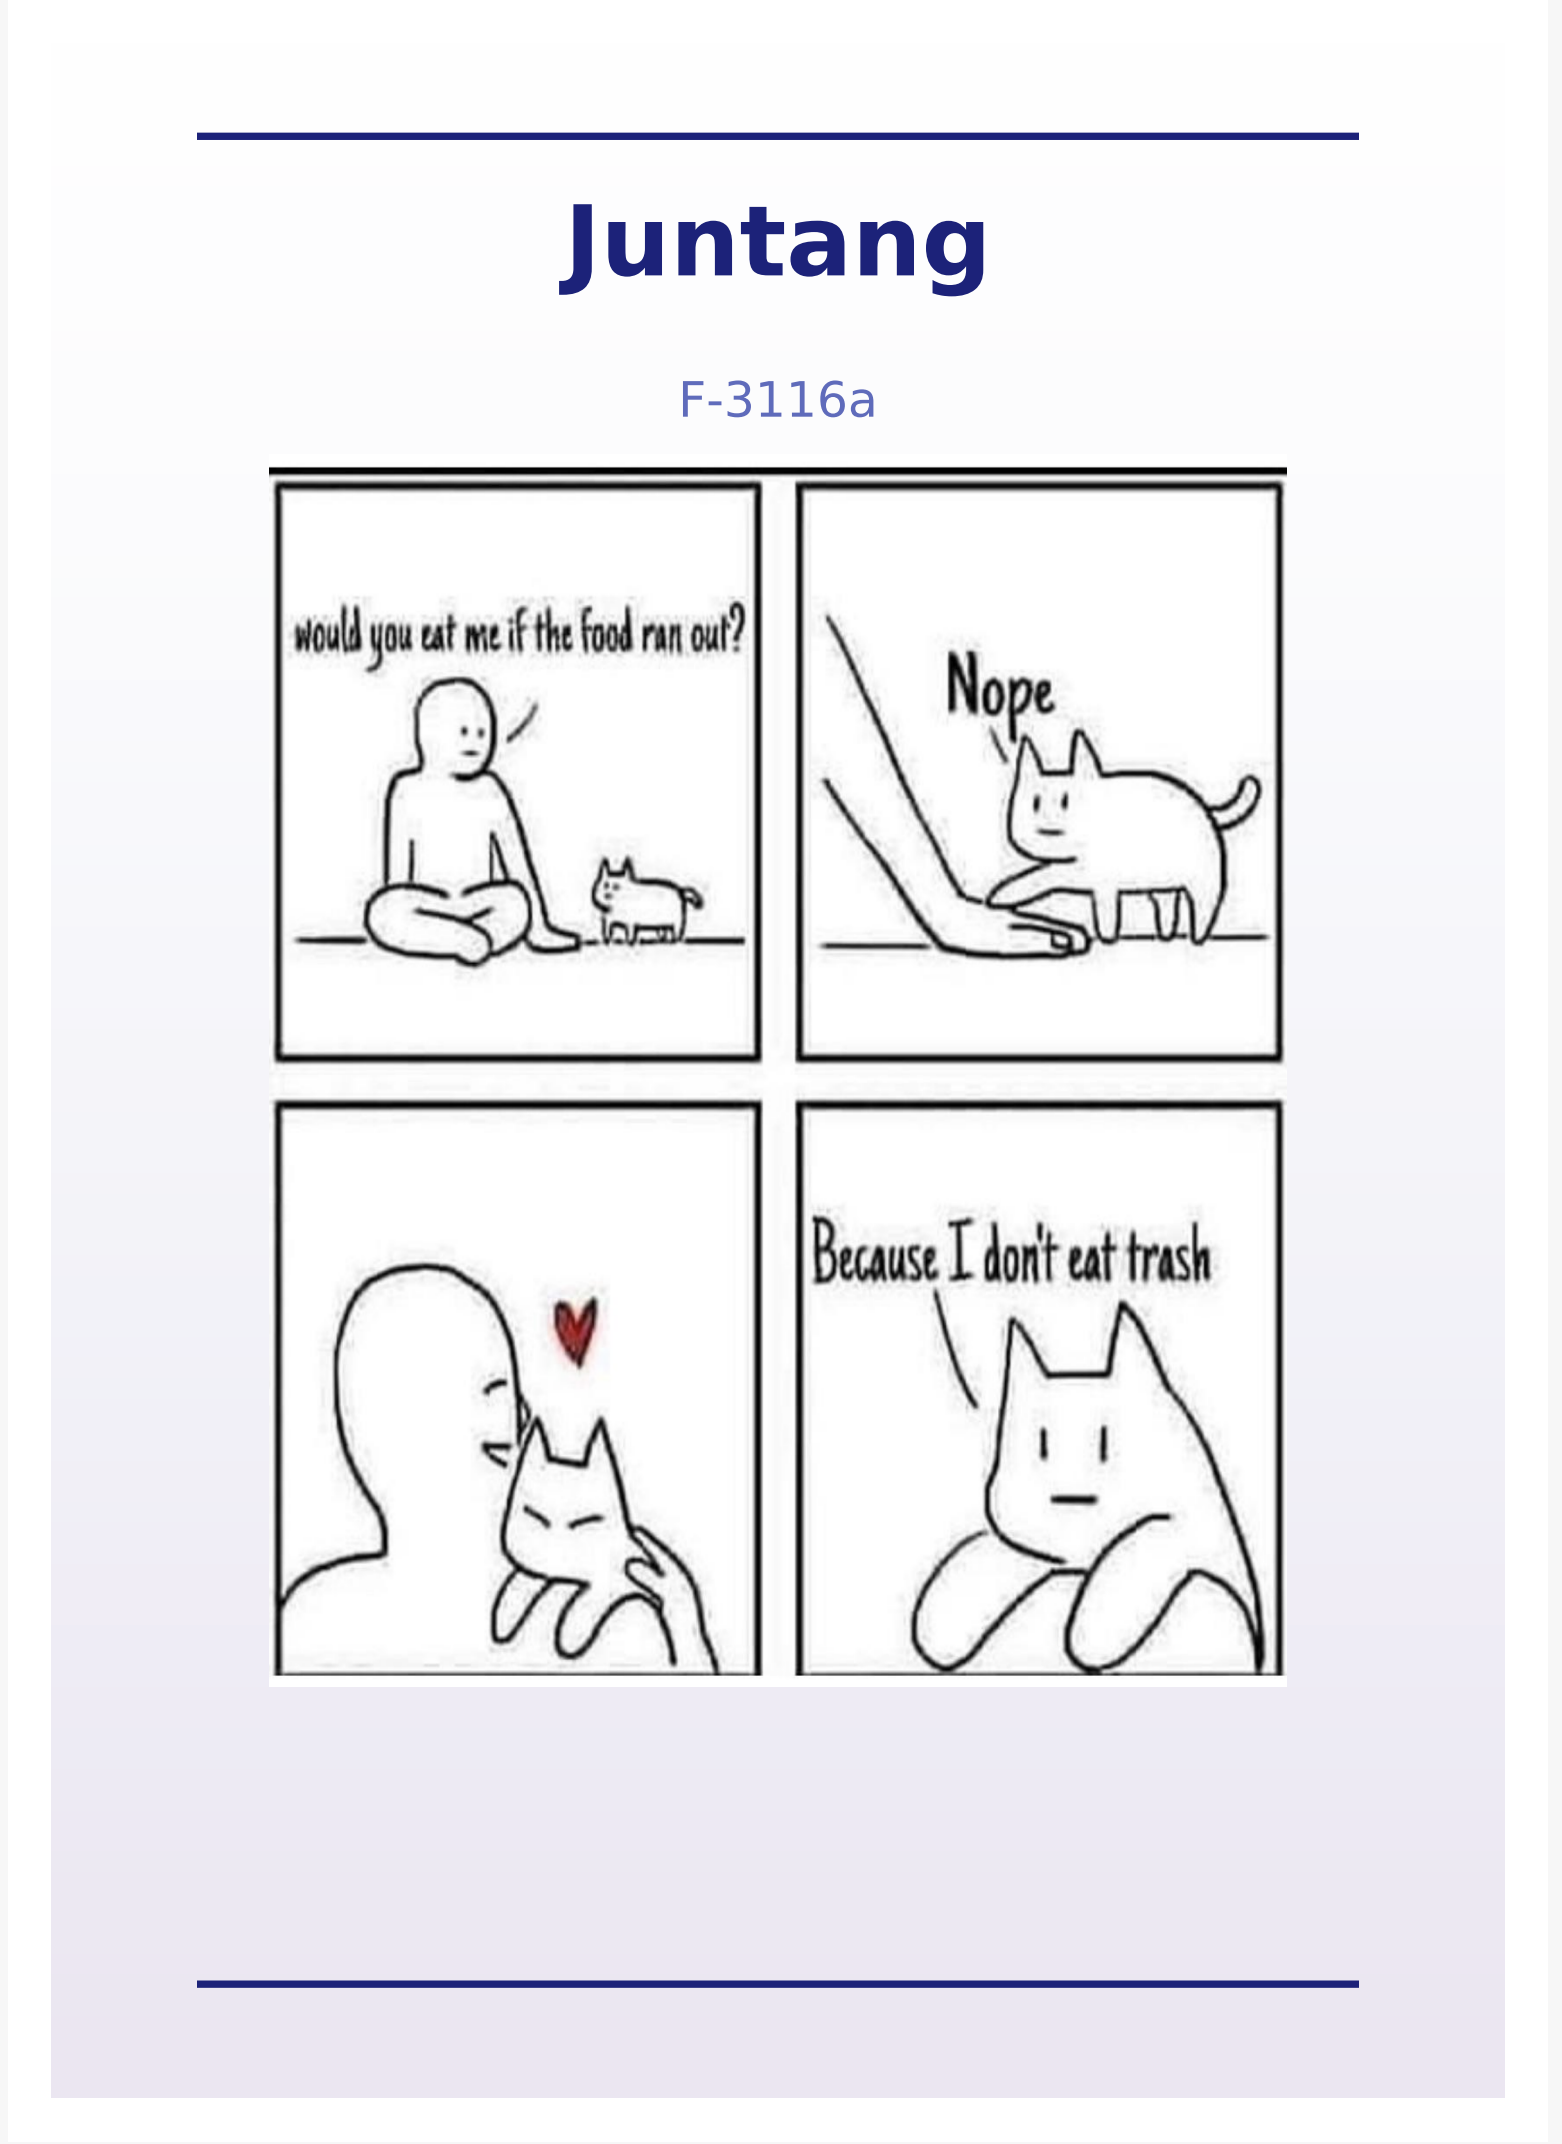 Juntang
F-3116a
would you eat me if the food ran out?
Nope
Because I don't eat trash